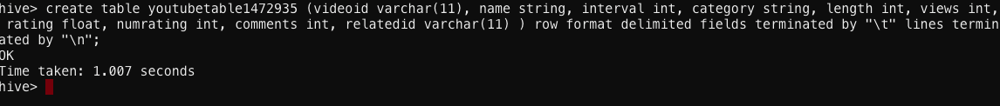 hive> create table youtubetable1472935 (videoid varchar(11), name string, interval int, category string, length int, views int,
 rating float, numrating int, comments int, relatedid varchar(11) ) row format delimited fields terminated by "\t" lines termin
ated by "\n";
OK
Time taken: 1.007 seconds
hive>